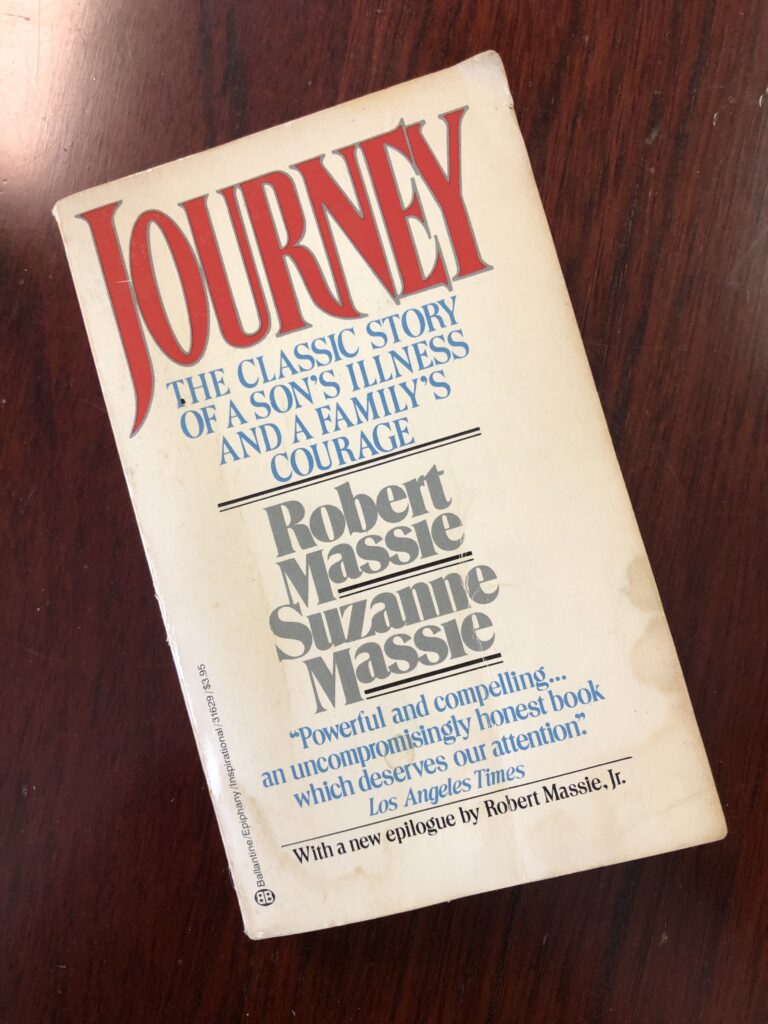 JOURNEY
THE CLASSIC STORY
OF A SON'S ILLNESS
AND A FAMILY'S
COURAGE
Robert
Massie
Suzanne
Massie
"Powerful and compelling...
an uncompromisingly honest book
which deserves our attention."
Los Angeles Times
With a new epilogue by Robert Massie, Jr.
BB Ballantine/Epiphany/Inspirational/31629/$3.95